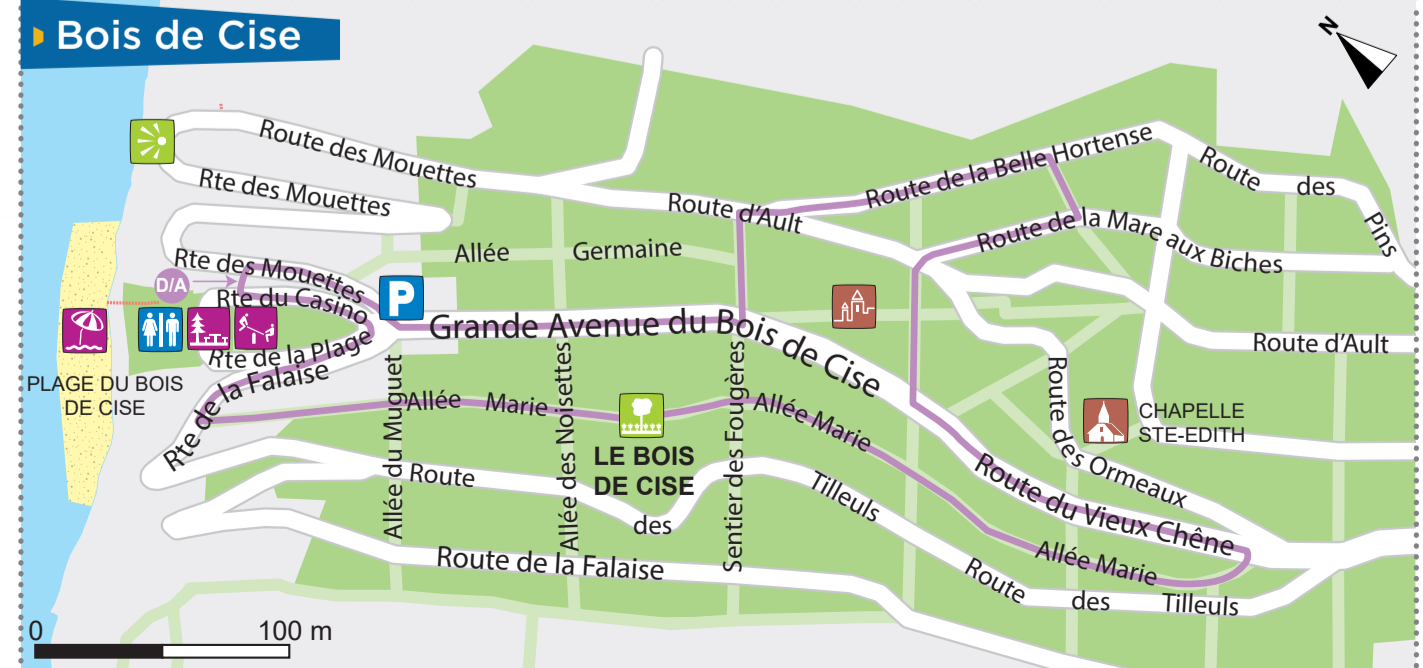 Bois de Cise
N
Route des Mouettes
Rte des Mouettes
Route d'Ault
Route de la Belle Hortense
Route des Pins
Route de la Mare aux Biches
Allée Germaine
Rte des Mouettes
D/A
Rte du Casino
P
Grande Avenue du Bois de Cise
Rte de la Plage
Rte de la Falaise
PLAGE DU BOIS
DE CISE
Route d'Ault
Allée du Muguet
Allée Marie
Allée des Noisettes
Sentier des Fougères
Allée Marie
LE BOIS
DE CISE
Route des Ormeaux
CHAPELLE
STE-EDITH
Route des Tilleuls
Route du Vieux Chêne
Allée Marie
Route de la Falaise
Route des Tilleuls
0 100 m